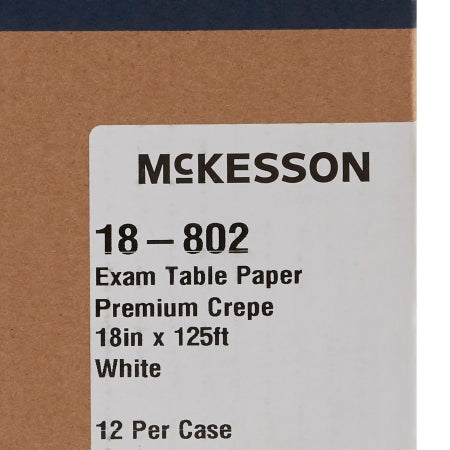 McKESSON
18 – 802
Exam Table Paper
Premium Crepe
18in x 125ft
White
12 Per Case